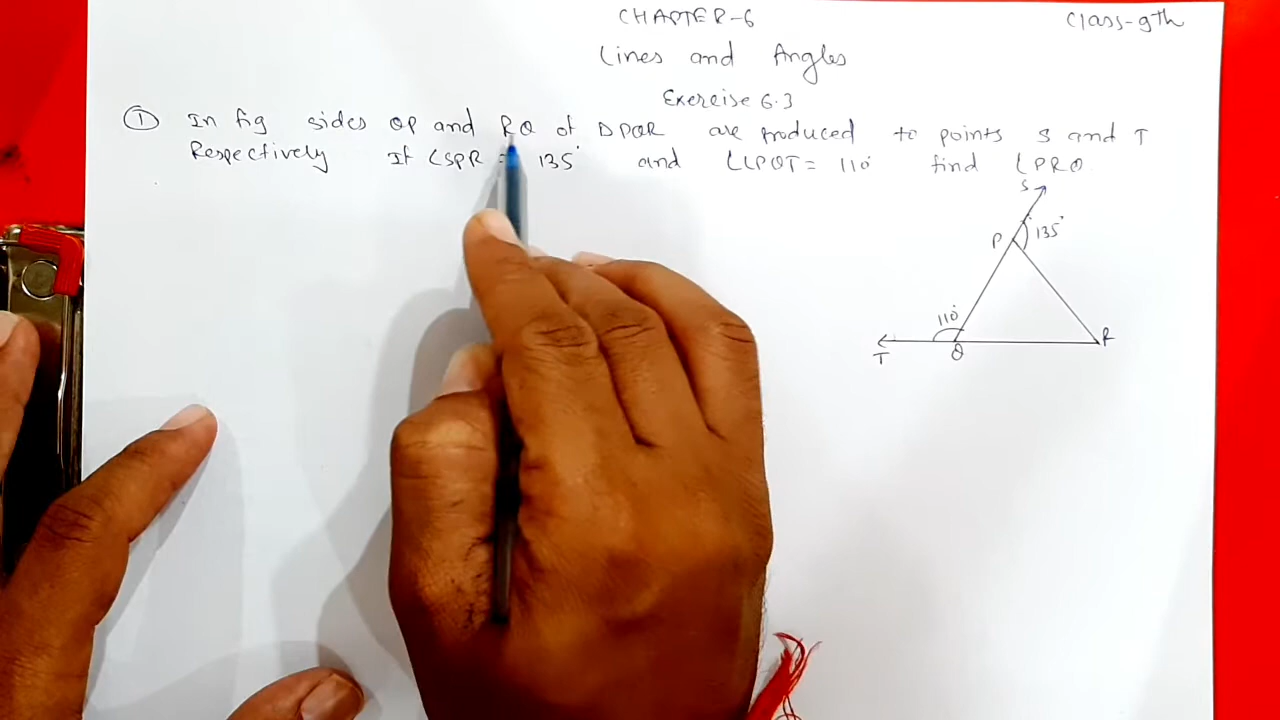 CHAPTER-6
Class-9th
Lines and Angles
Exercise 6.3
① In fig sides QP and RQ of ΔPQR are produced to points S and T
Respectively If ∠SPR = 135° and ∠∠PQT = 110° find ∠PRQ
S
P 135°
110°
T Q R